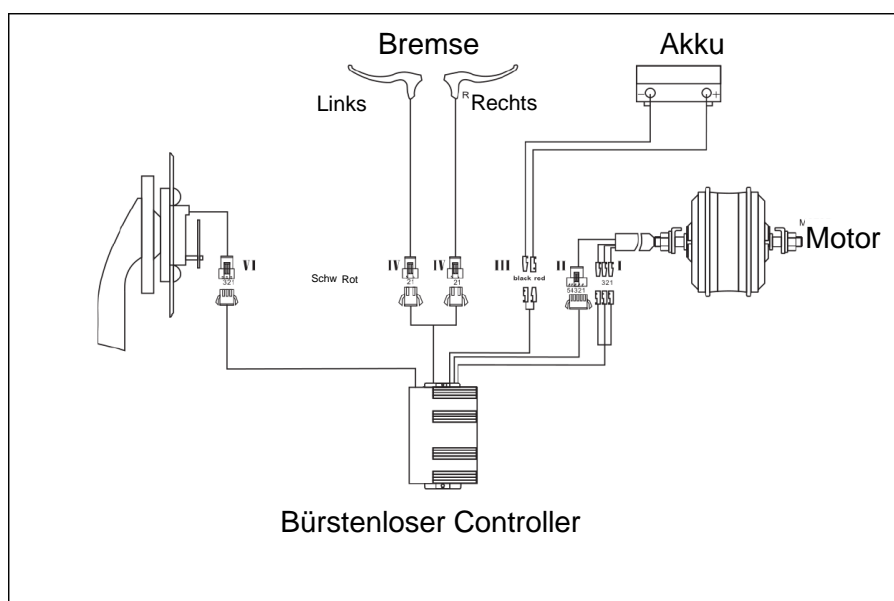 Bremse
Akku
Links
R Rechts
- +
M Motor
VI
321
Schw Rot
IV
21
IV
21
III
black red
II
54321
I
321
Bürstenloser Controller